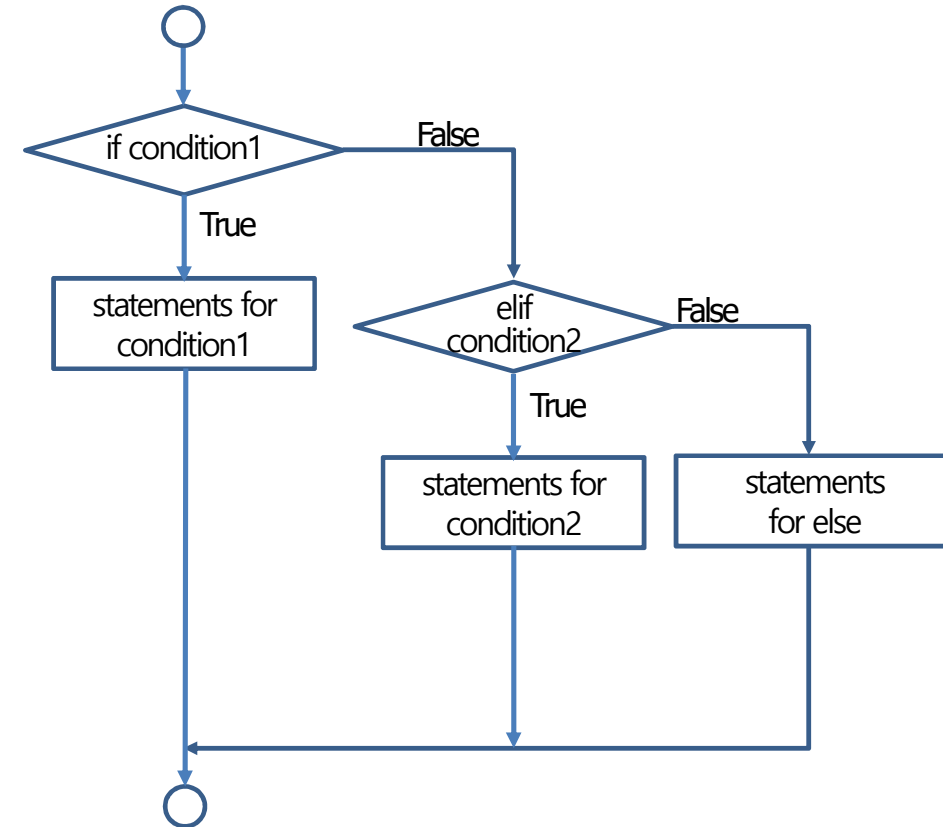 if condition1
False
True
statements for
condition1
elif
condition2
False
True
statements for
condition2
statements
for else